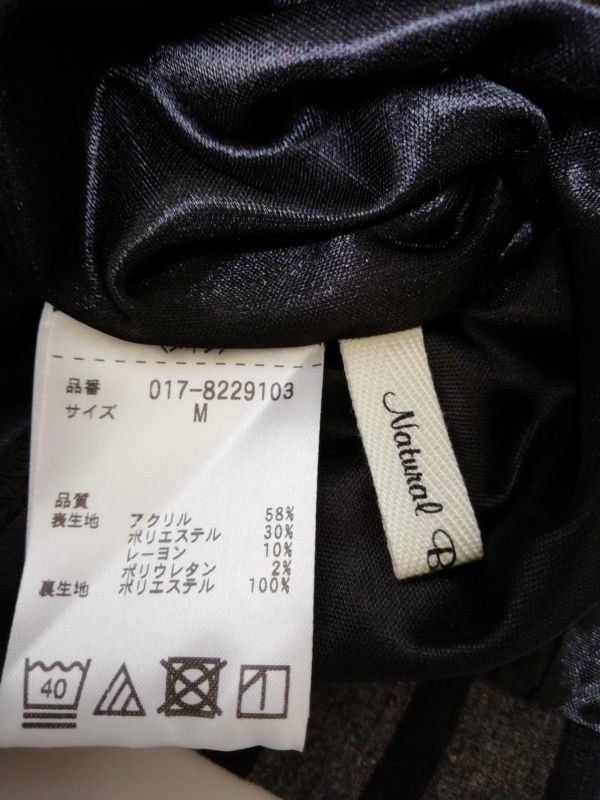 品番 017-8229103
サイズ M
品質
表生地 アクリル 58%
ポリエステル 30%
レーヨン 10%
ポリウレタン 2%
裏生地 ポリエステル 100%
40
Natural B